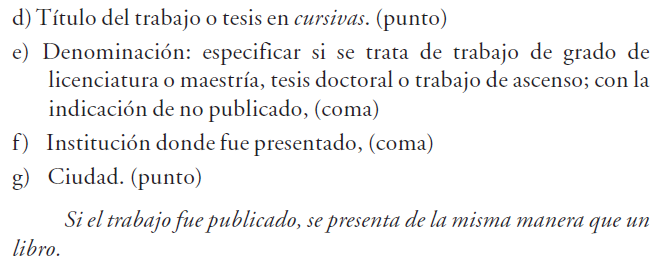 d) Título del trabajo o tesis en cursivas. (punto)
e) Denominación: especificar si se trata de trabajo de grado de
licenciatura o maestría, tesis doctoral o trabajo de ascenso; con la
indicación de no publicado, (coma)
f) Institución donde fue presentado, (coma)
g) Ciudad. (punto)
Si el trabajo fue publicado, se presenta de la misma manera que un
libro.